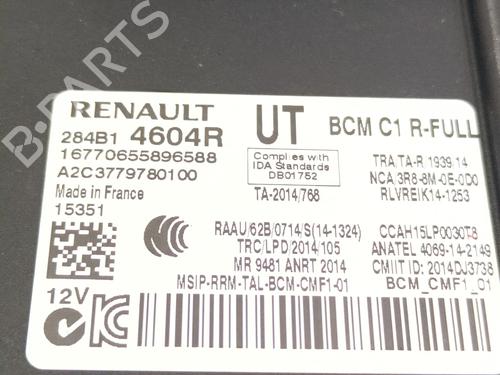 B-PARTS
RENAULT
284B1 4604R
UT
BCM C1 R-FULL
16770655896588
A2C3779780100
Made in France
15351
Complies with
IDA Standards
DB01752
TA-2014/768
TRA TA-R 1939 14
NCA 3R8-8M-0E-0D0
RLVREIK14-1253
RAAU/62B/0714/S(14-1324)
TRC/LPD/2014/105
MR 9481 ANRT 2014
MSIP-RRM-TAL-BCM-CMF1-01
CCAH15LP0030T8
ANATEL 4069-14-2149
CMIIT ID: 2014DJ3738
BCM_CMF1_01
12V